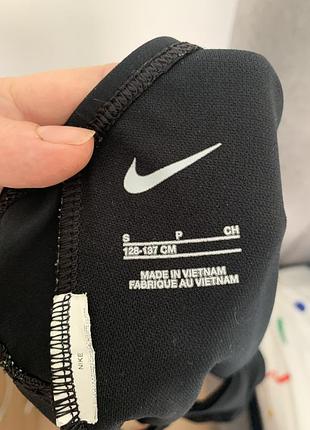 S P CH
128-137 CM
MADE IN VIETNAM
FABRIQUE AU VIETNAM
NIKE